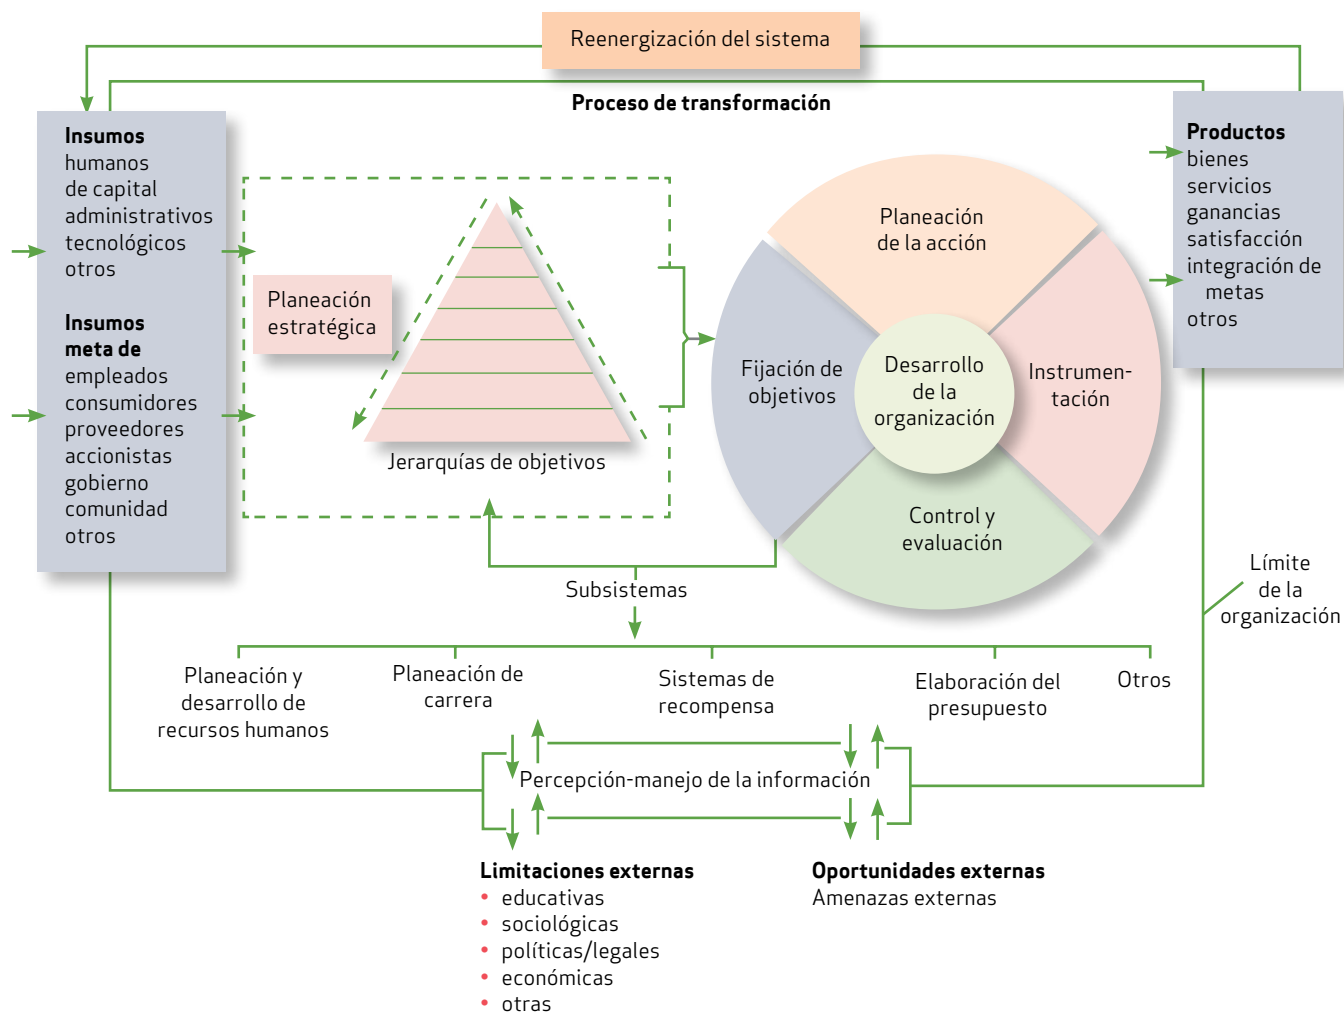 Reenergización del sistema
Proceso de transformación
Insumos
humanos
de capital
administrativos
tecnológicos
otros
Insumos
meta de
empleados
consumidores
proveedores
accionistas
gobierno
comunidad
otros
Planeación
estratégica
Jerarquías de objetivos
Planeación
de la acción
Fijación de
objetivos
Desarrollo
de la
organización
Instrumen-
tación
Control y
evaluación
Productos
bienes
servicios
ganancias
satisfacción
integración de
metas
otros
Límite
de la
organización
Subsistemas
Planeación y
desarrollo de
recursos humanos
Planeación de
carrera
Sistemas de
recompensa
Elaboración del
presupuesto
Otros
Percepción-manejo de la información
Limitaciones externas
• educativas
• sociológicas
• políticas/legales
• económicas
• otras
Oportunidades externas
Amenazas externas